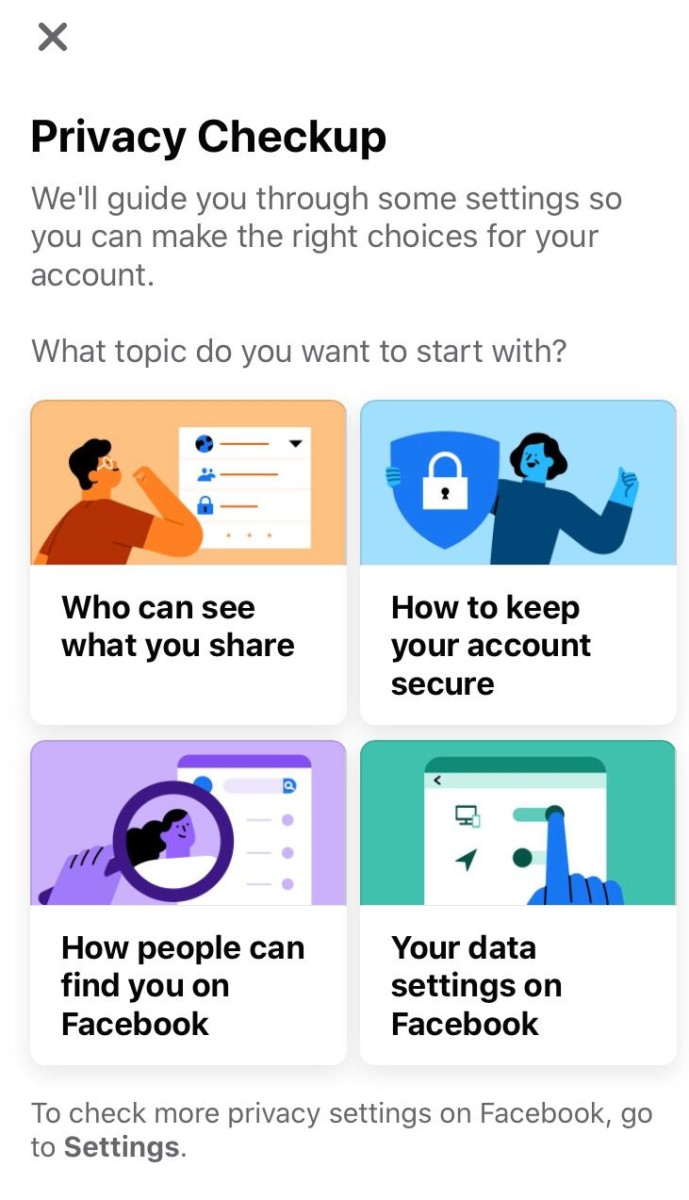 Privacy Checkup
We'll guide you through some settings so
you can make the right choices for your
account.
What topic do you want to start with?
Who can see
what you share
How to keep
your account
secure
How people can
find you on
Facebook
Your data
settings on
Facebook
To check more privacy settings on Facebook, go
to Settings.